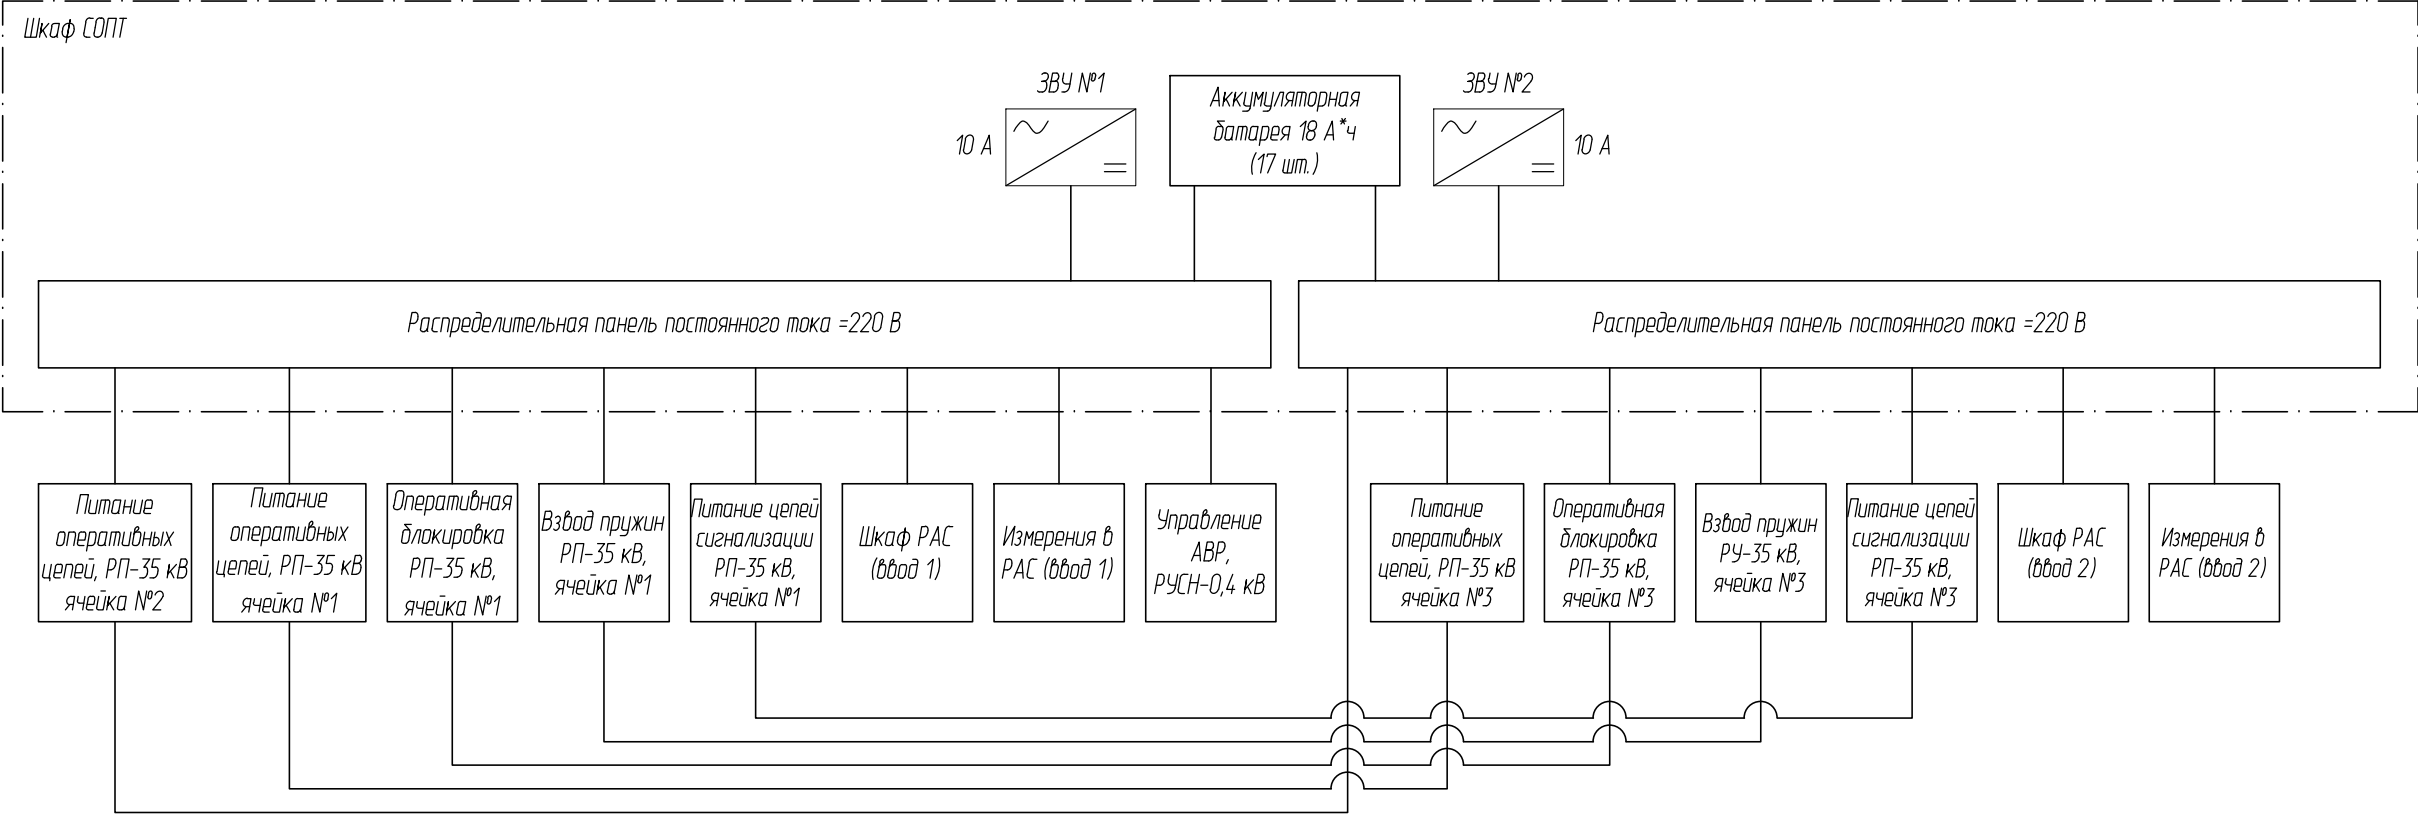 Шкаф СОПТ
ЗВУ №1
10 А
Аккумуляторная
батарея 18 А*ч
(17 шт.)
ЗВУ №2
10 А
Распределительная панель постоянного тока =220 В
Распределительная панель постоянного тока =220 В
Питание
оперативных
цепей, РП-35 кВ
ячейка №2
Питание
оперативных
цепей, РП-35 кВ
ячейка №1
Оперативная
блокировка
РП-35 кВ,
ячейка №1
Взвод пружин
РП-35 кВ,
ячейка №1
Питание цепей
сигнализации
РП-35 кВ,
ячейка №1
Шкаф РАС
(ввод 1)
Измерения в
РАС (ввод 1)
Управление
АВР,
РУСН-0,4 кВ
Питание
оперативных
цепей, РП-35 кВ
ячейка №3
Оперативная
блокировка
РП-35 кВ,
ячейка №3
Взвод пружин
РУ-35 кВ,
ячейка №3
Питание цепей
сигнализации
РП-35 кВ,
ячейка №3
Шкаф РАС
(ввод 2)
Измерения в
РАС (ввод 2)